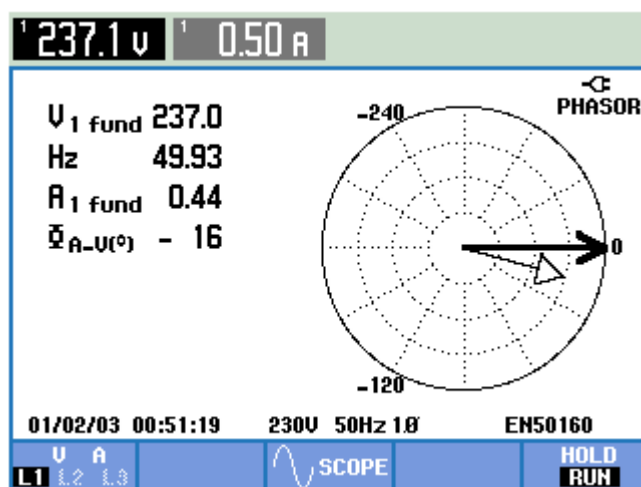 1 237.1 V 1 0.50 A
PHASOR
V1 fund 237.0
Hz 49.93
A1 fund 0.44
ΦA-V(°) - 16
-240
0
-120
01/02/03 00:51:19 230V 50Hz 1Ø EN50160
V A
L1 L2 L3
SCOPE
HOLD
RUN